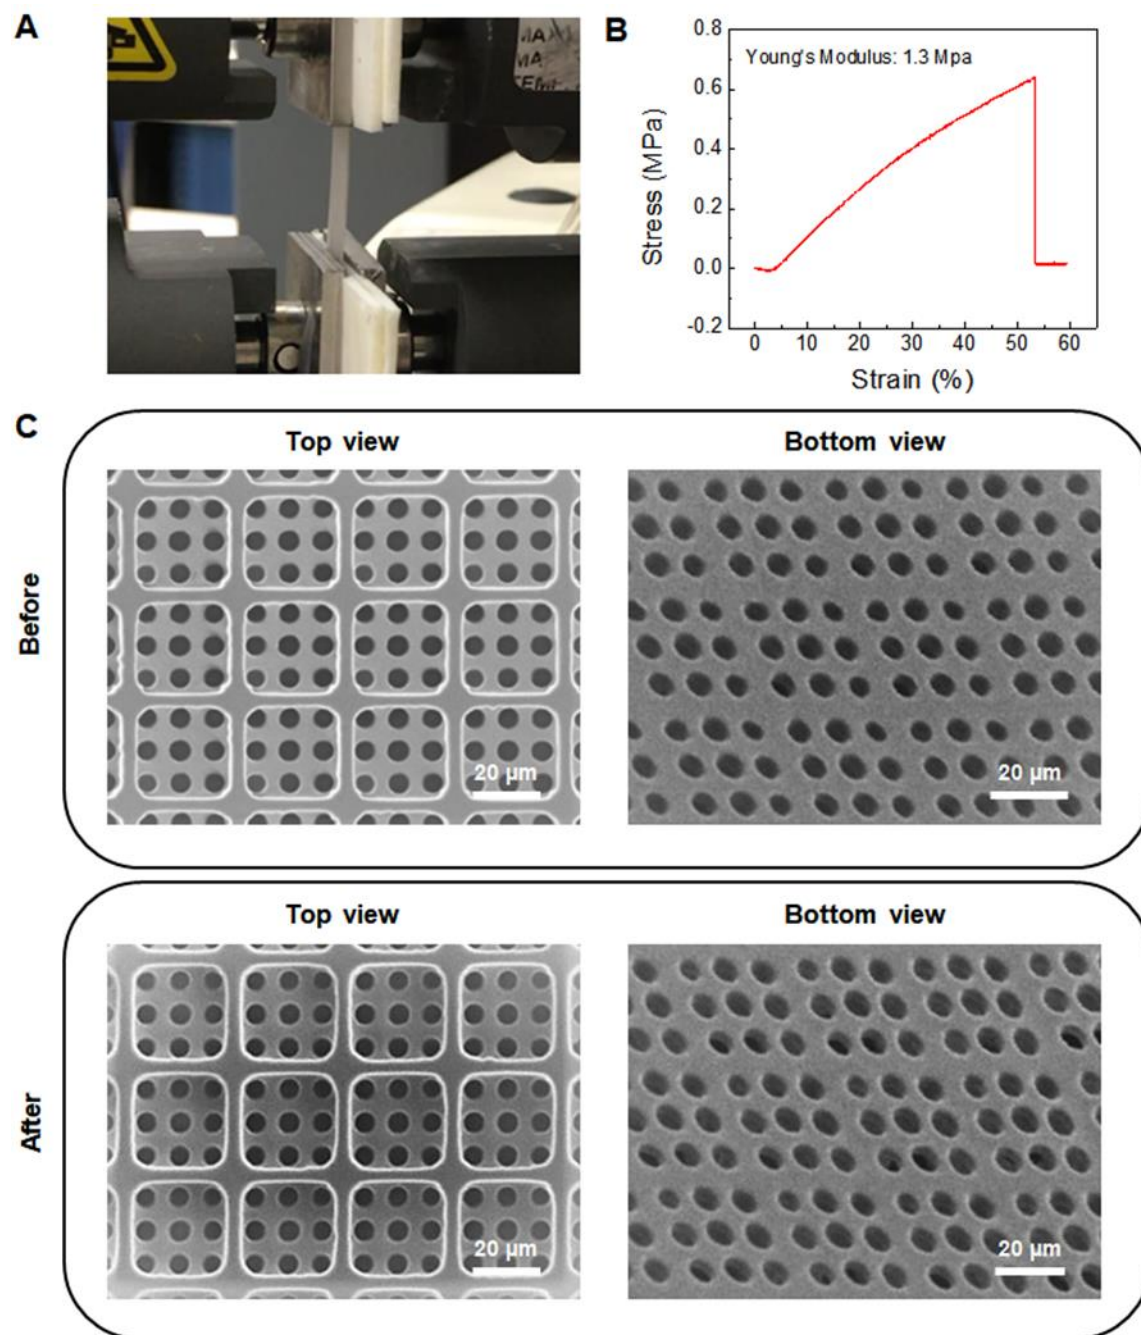 A
MA
B
Young's Modulus: 1.3 Mpa
0.8
0.6
0.4
0.2
0.0
-0.2
Stress (MPa)
0 10 20 30 40 50 60
Strain (%)
C
Top view
Bottom view
Before
20 µm
20 µm
Top view
Bottom view
After
20 µm
20 µm